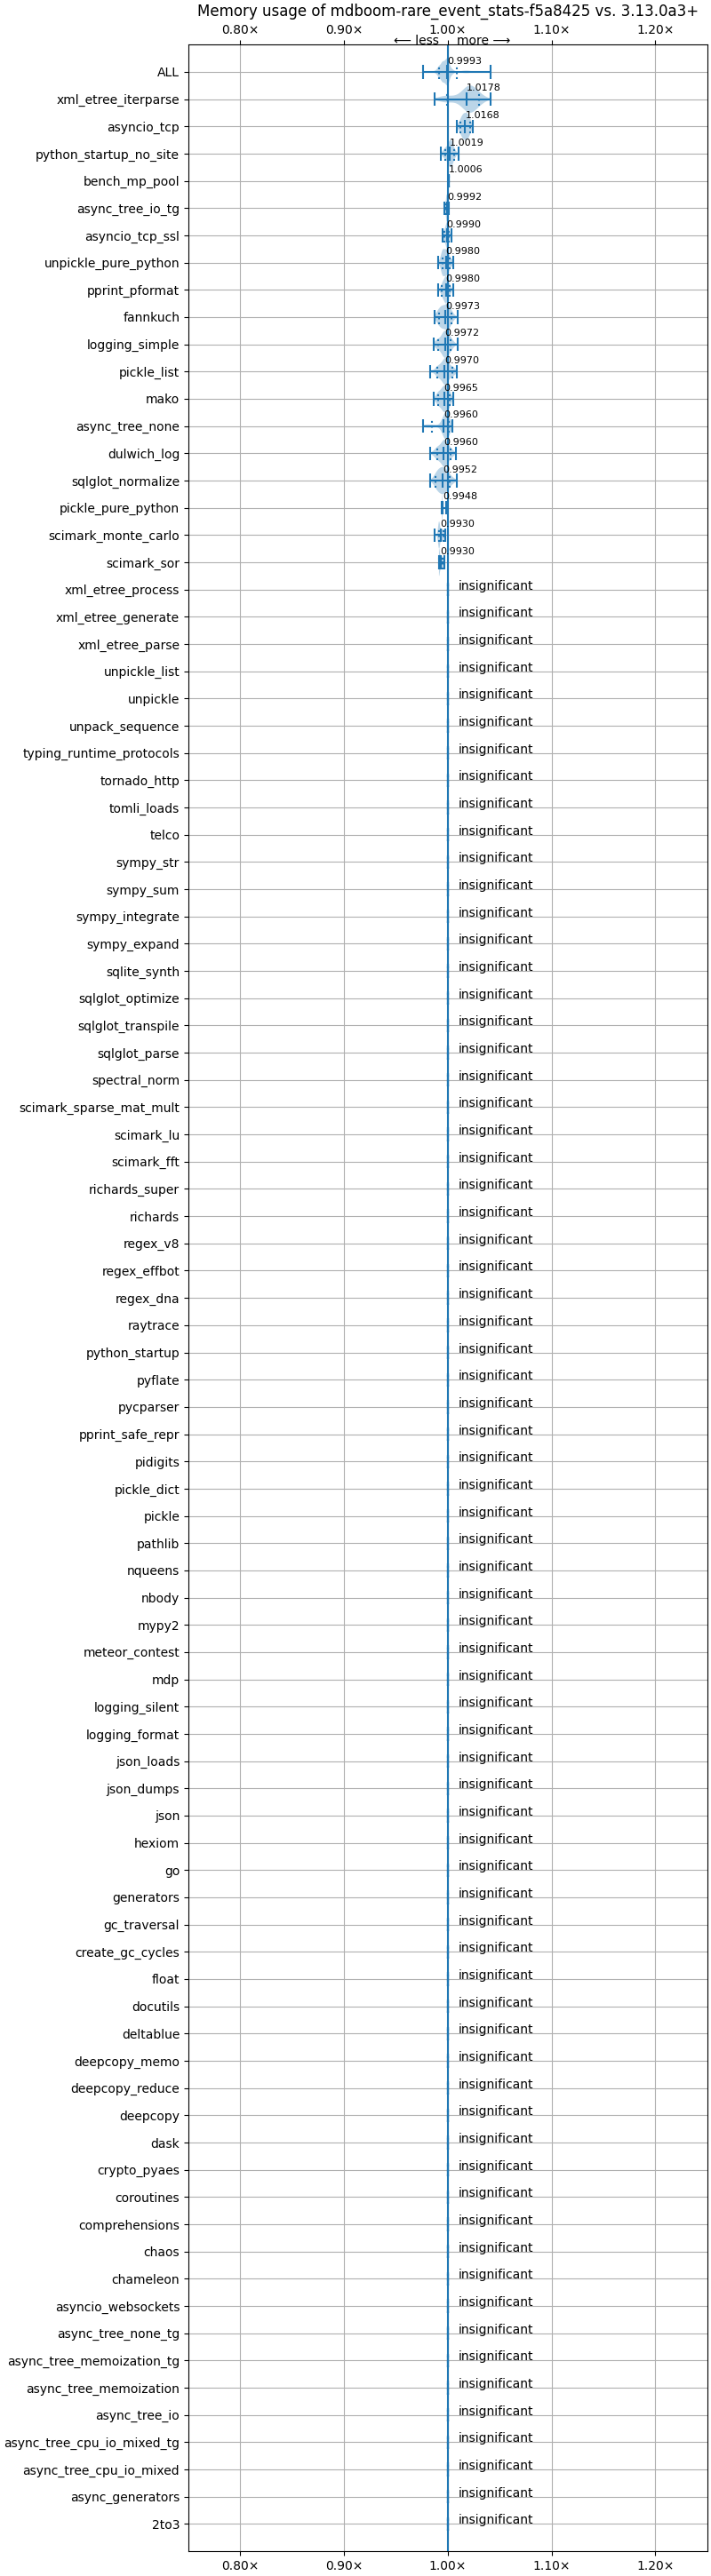 Memory usage of mdboom-rare_event_stats-f5a8425 vs. 3.13.0a3+
0.80× 0.90× 1.00× 1.10× 1.20×
⟵ less more ⟶
ALL 0.9993
xml_etree_iterparse 1.0178
asyncio_tcp 1.0168
python_startup_no_site 1.0019
bench_mp_pool 1.0006
async_tree_io_tg 0.9992
asyncio_tcp_ssl 0.9990
unpickle_pure_python 0.9980
pprint_pformat 0.9980
fannkuch 0.9973
logging_simple 0.9972
pickle_list 0.9970
mako 0.9965
async_tree_none 0.9960
dulwich_log 0.9960
sqlglot_normalize 0.9952
pickle_pure_python 0.9948
scimark_monte_carlo 0.9930
scimark_sor 0.9930
xml_etree_process insignificant
xml_etree_generate insignificant
xml_etree_parse insignificant
unpickle_list insignificant
unpickle insignificant
unpack_sequence insignificant
typing_runtime_protocols insignificant
tornado_http insignificant
tomli_loads insignificant
telco insignificant
sympy_str insignificant
sympy_sum insignificant
sympy_integrate insignificant
sympy_expand insignificant
sqlite_synth insignificant
sqlglot_optimize insignificant
sqlglot_transpile insignificant
sqlglot_parse insignificant
spectral_norm insignificant
scimark_sparse_mat_mult insignificant
scimark_lu insignificant
scimark_fft insignificant
richards_super insignificant
richards insignificant
regex_v8 insignificant
regex_effbot insignificant
regex_dna insignificant
raytrace insignificant
python_startup insignificant
pyflate insignificant
pycparser insignificant
pprint_safe_repr insignificant
pidigits insignificant
pickle_dict insignificant
pickle insignificant
pathlib insignificant
nqueens insignificant
nbody insignificant
mypy2 insignificant
meteor_contest insignificant
mdp insignificant
logging_silent insignificant
logging_format insignificant
json_loads insignificant
json_dumps insignificant
json insignificant
hexiom insignificant
go insignificant
generators insignificant
gc_traversal insignificant
create_gc_cycles insignificant
float insignificant
docutils insignificant
deltablue insignificant
deepcopy_memo insignificant
deepcopy_reduce insignificant
deepcopy insignificant
dask insignificant
crypto_pyaes insignificant
coroutines insignificant
comprehensions insignificant
chaos insignificant
chameleon insignificant
asyncio_websockets insignificant
async_tree_none_tg insignificant
async_tree_memoization_tg insignificant
async_tree_memoization insignificant
async_tree_io insignificant
async_tree_cpu_io_mixed_tg insignificant
async_tree_cpu_io_mixed insignificant
async_generators insignificant
2to3 insignificant
0.80× 0.90× 1.00× 1.10× 1.20×